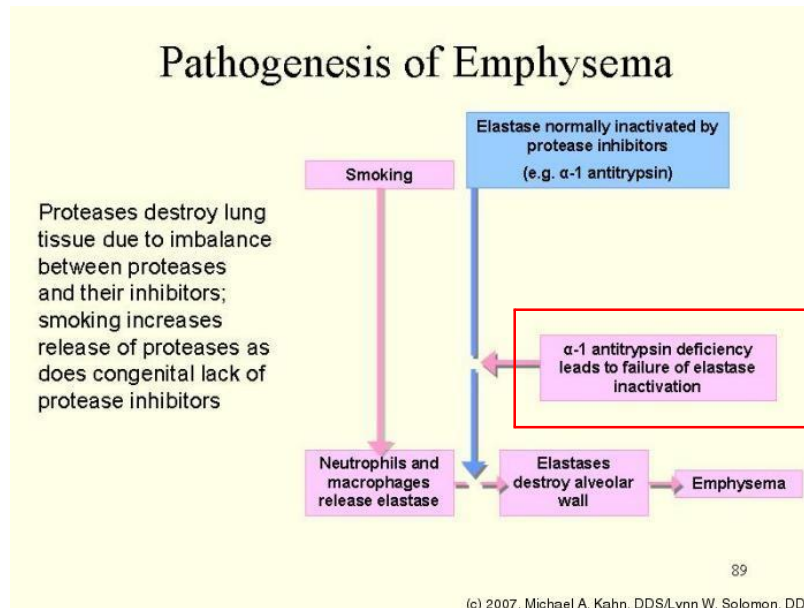 Pathogenesis of Emphysema
Elastase normally inactivated by
protease inhibitors
(e.g. α-1 antitrypsin)
Smoking
Proteases destroy lung
tissue due to imbalance
between proteases
and their inhibitors;
smoking increases
release of proteases as
does congenital lack of
protease inhibitors
α-1 antitrypsin deficiency
leads to failure of elastase
inactivation
Neutrophils and
macrophages
release elastase
Elastases
destroy alveolar
wall
Emphysema
89
(c) 2007, Michael A. Kahn, DDS/Lynn W. Solomon, DD